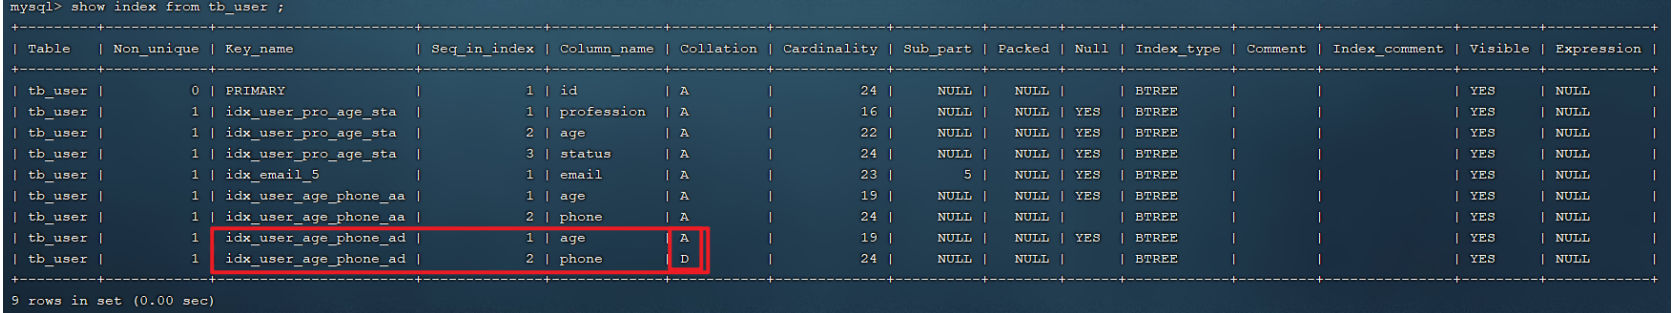 mysql> show index from tb_user ;
+---------+------------+----------------------+--------------+-------------+-----------+-------------+----------+--------+------+------------+---------+---------------+---------+------------+
| Table   | Non_unique | Key_name             | Seq_in_index | Column_name | Collation | Cardinality | Sub_part | Packed | Null | Index_type | Comment | Index_comment | Visible | Expression |
+---------+------------+----------------------+--------------+-------------+-----------+-------------+----------+--------+------+------------+---------+---------------+---------+------------+
| tb_user |          0 | PRIMARY              |            1 | id          | A         |          24 |     NULL |   NULL |      | BTREE      |         |               | YES     | NULL       |
| tb_user |          1 | idx_user_pro_age_sta |            1 | profession  | A         |          16 |     NULL |   NULL | YES  | BTREE      |         |               | YES     | NULL       |
| tb_user |          1 | idx_user_pro_age_sta |            2 | age         | A         |          22 |     NULL |   NULL | YES  | BTREE      |         |               | YES     | NULL       |
| tb_user |          1 | idx_user_pro_age_sta |            3 | status      | A         |          24 |     NULL |   NULL | YES  | BTREE      |         |               | YES     | NULL       |
| tb_user |          1 | idx_email_5          |            1 | email       | A         |          23 |        5 |   NULL | YES  | BTREE      |         |               | YES     | NULL       |
| tb_user |          1 | idx_user_age_phone_aa |            1 | age         | A         |          19 |     NULL |   NULL | YES  | BTREE      |         |               | YES     | NULL       |
| tb_user |          1 | idx_user_age_phone_aa |            2 | phone       | A         |          24 |     NULL |   NULL |      | BTREE      |         |               | YES     | NULL       |
| tb_user |          1 | idx_user_age_phone_ad |            1 | age         | A         |          19 |     NULL |   NULL | YES  | BTREE      |         |               | YES     | NULL       |
| tb_user |          1 | idx_user_age_phone_ad |            2 | phone       | D         |          24 |     NULL |   NULL |      | BTREE      |         |               | YES     | NULL       |
+---------+------------+----------------------+--------------+-------------+-----------+-------------+----------+--------+------+------------+---------+---------------+---------+------------+
9 rows in set (0.00 sec)